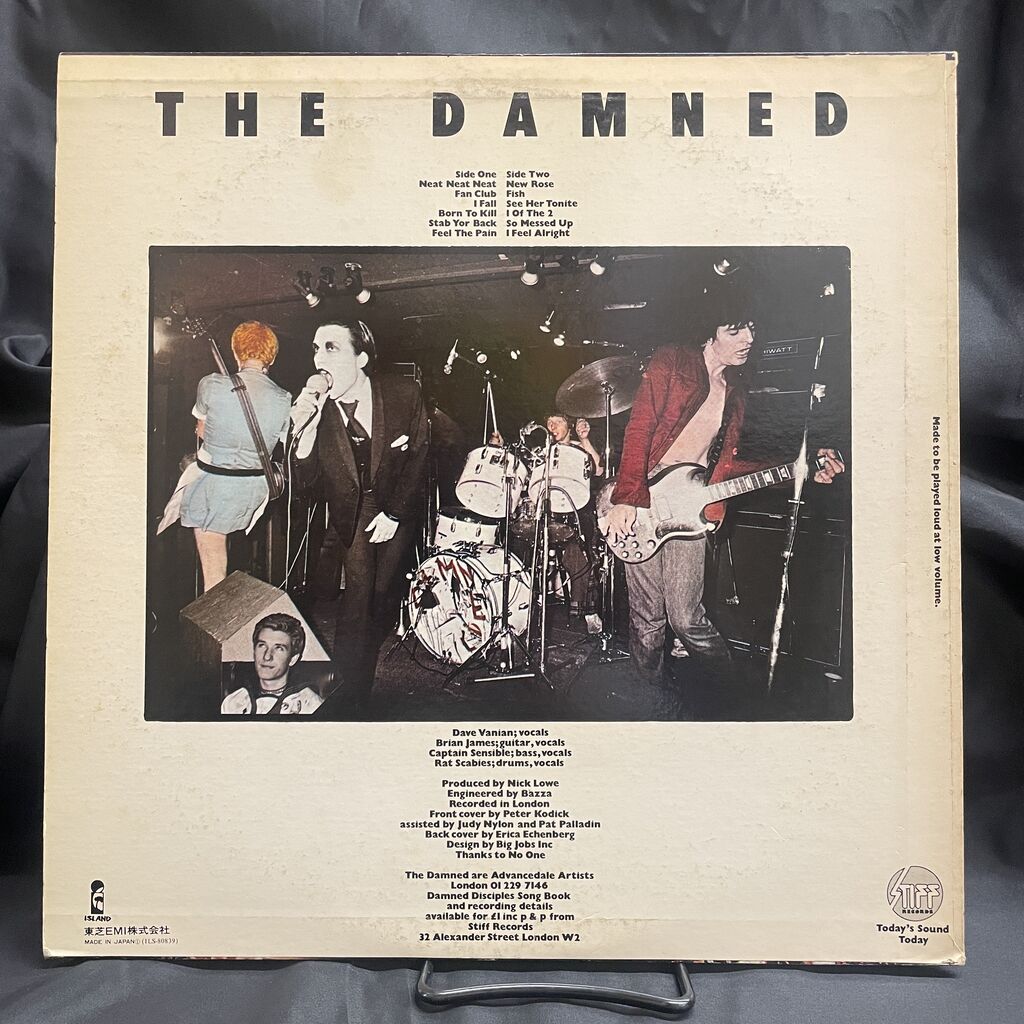 THE DAMNED
Side One Side Two
Neat Neat Neat New Rose
Fan Club Fish
I Fall See Her Tonite
Born To Kill I Of The 2
Stab Yor Back So Messed Up
Feel The Pain I Feel Alright
HIWATT
DAMNED
Made to be played loud at low volume.
Dave Vanian; vocals
Brian James; guitar, vocals
Captain Sensible; bass, vocals
Rat Scabies; drums, vocals
Produced by Nick Lowe
Engineered by Bazza
Recorded in London
Front cover by Peter Kodick
assisted by Judy Nylon and Pat Palladin
Back cover by Erica Echenberg
Design by Big Jobs Inc
Thanks to No One
The Damned are Advancedale Artists
London 01 229 7146
Damned Disciples Song Book
and recording details
available for £1 inc p & p from
Stiff Records
32 Alexander Street London W2
ISLAND
東芝EMI株式会社
MADE IN JAPAN① (ILS-80839)
STIFF
RECORDS
Today's Sound
Today